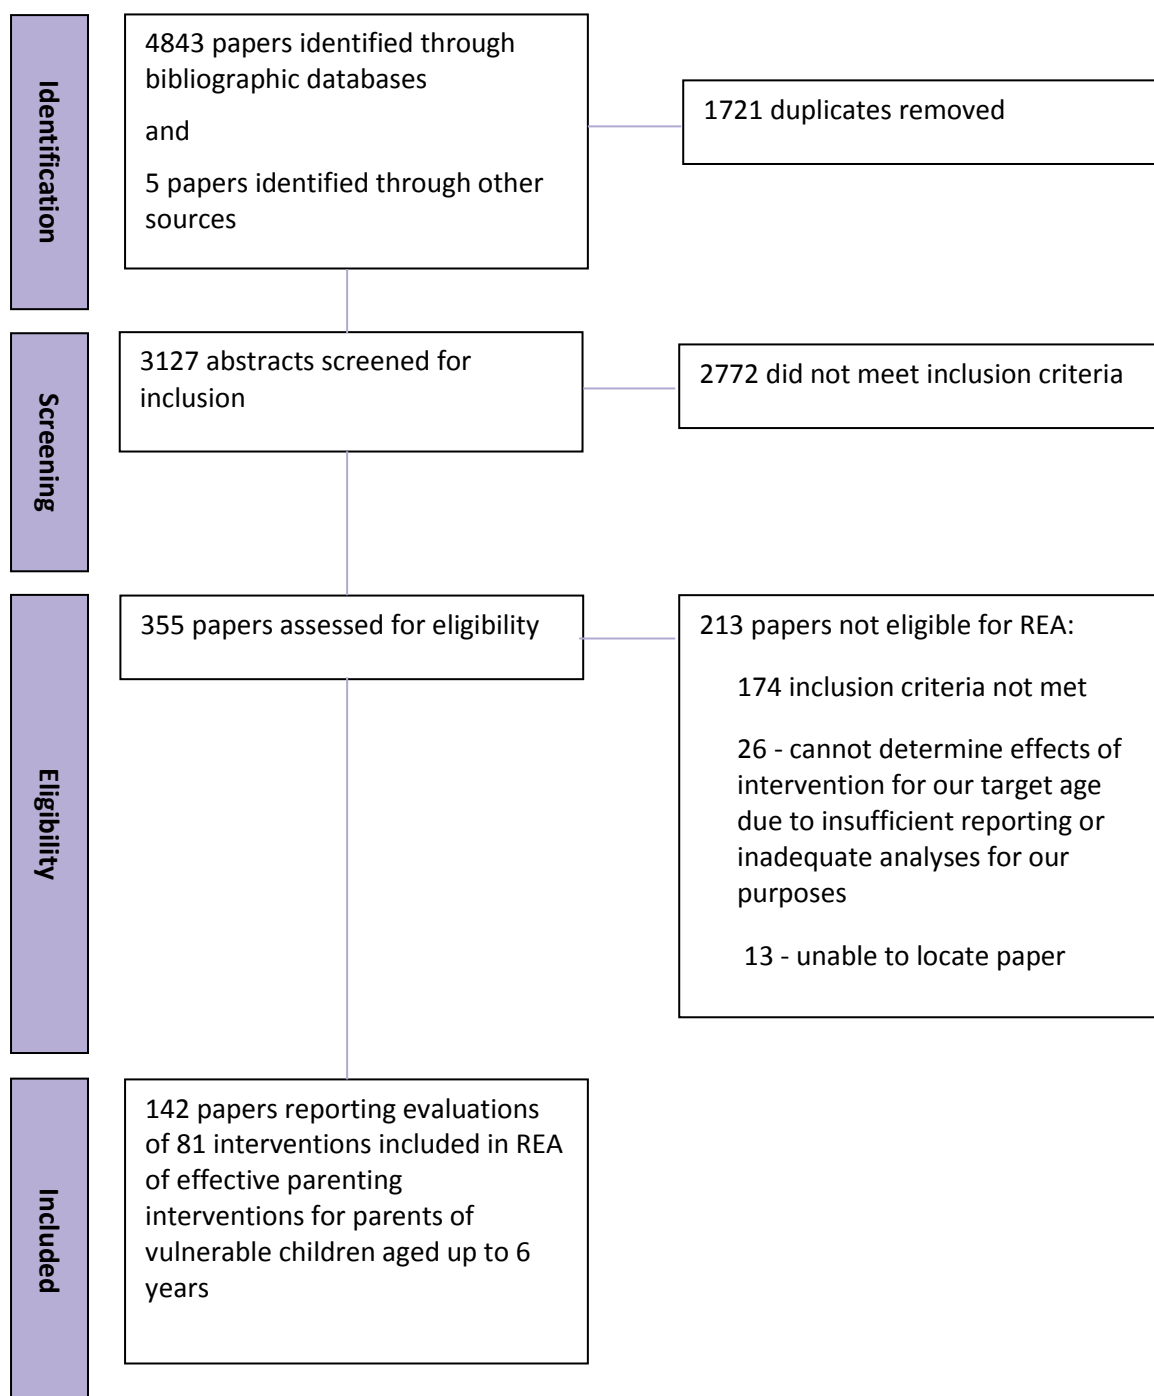 Identification
4843 papers identified through
bibliographic databases
and
5 papers identified through other
sources
1721 duplicates removed
Screening
3127 abstracts screened for
inclusion
2772 did not meet inclusion criteria
Eligibility
355 papers assessed for eligibility
213 papers not eligible for REA:
174 inclusion criteria not met
26 - cannot determine effects of
intervention for our target age
due to insufficient reporting or
inadequate analyses for our
purposes
13 - unable to locate paper
Included
142 papers reporting evaluations
of 81 interventions included in REA
of effective parenting
interventions for parents of
vulnerable children aged up to 6
years